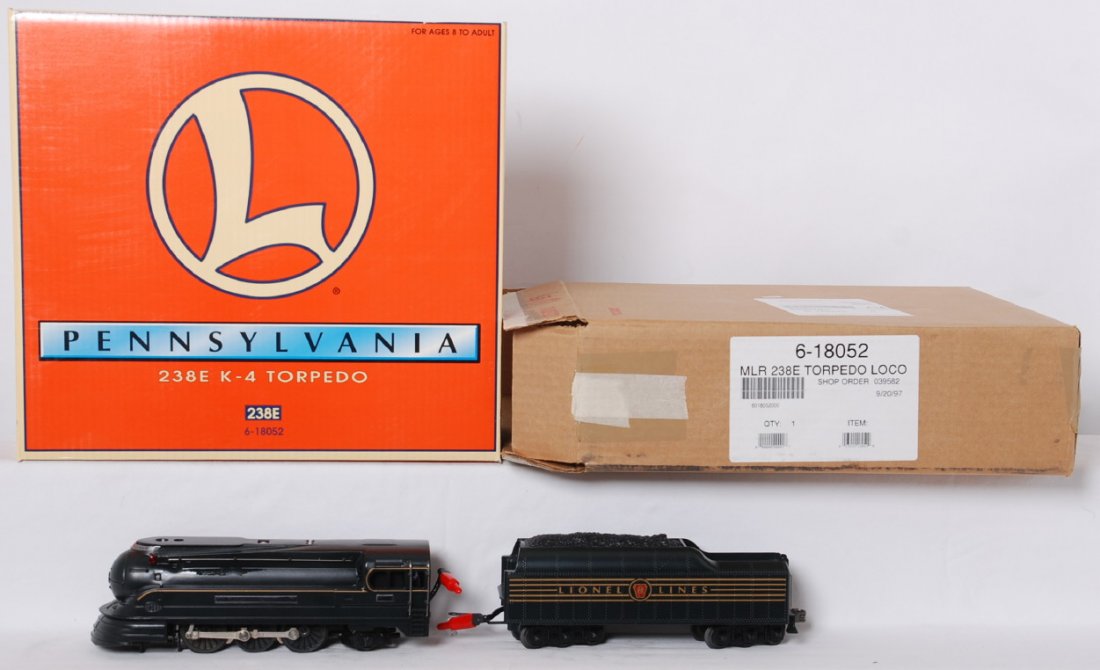 FOR AGES 8 TO ADULT
L
®
PENNSYLVANIA
238E K-4 TORPEDO
238E
6-18052
6-18052
MLR 238E TORPEDO LOCO
SHOP ORDER 039582
9/20/97
6018052000
QTY: 1
ITEM:
LIONEL LINES